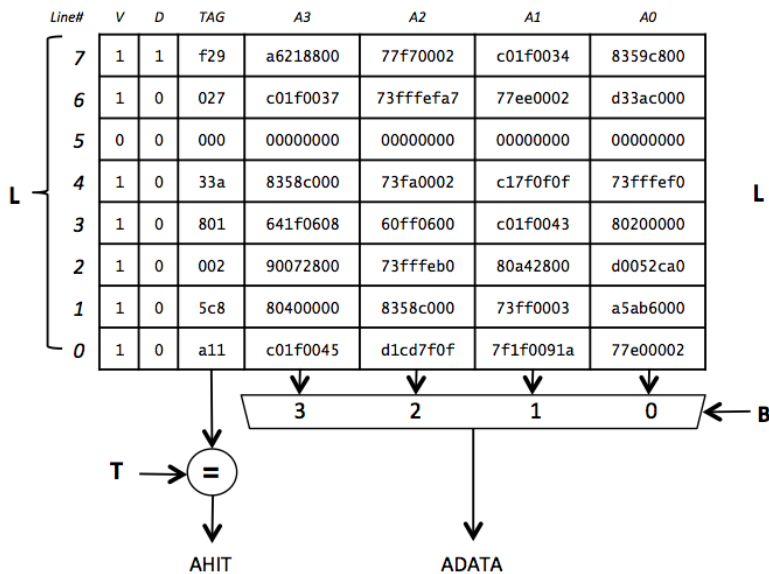 Line# V D TAG A3 A2 A1 A0
7 1 1 f29 a6218800 77f70002 c01f0034 8359c800
6 1 0 027 c01f0037 73fffefa7 77ee0002 d33ac000
5 0 0 000 00000000 00000000 00000000 00000000
L 4 1 0 33a 8358c000 73fa0002 c17f0f0f 73fffef0 L
3 1 0 801 641f0608 60ff0600 c01f0043 80200000
2 1 0 002 90072800 73fffeb0 80a42800 d0052ca0
1 1 0 5c8 80400000 8358c000 73ff0003 a5ab6000
0 1 0 a11 c01f0045 d1cd7f0f 7f1f0091a 77e00002
3 2 1 0 B
T =
AHIT ADATA